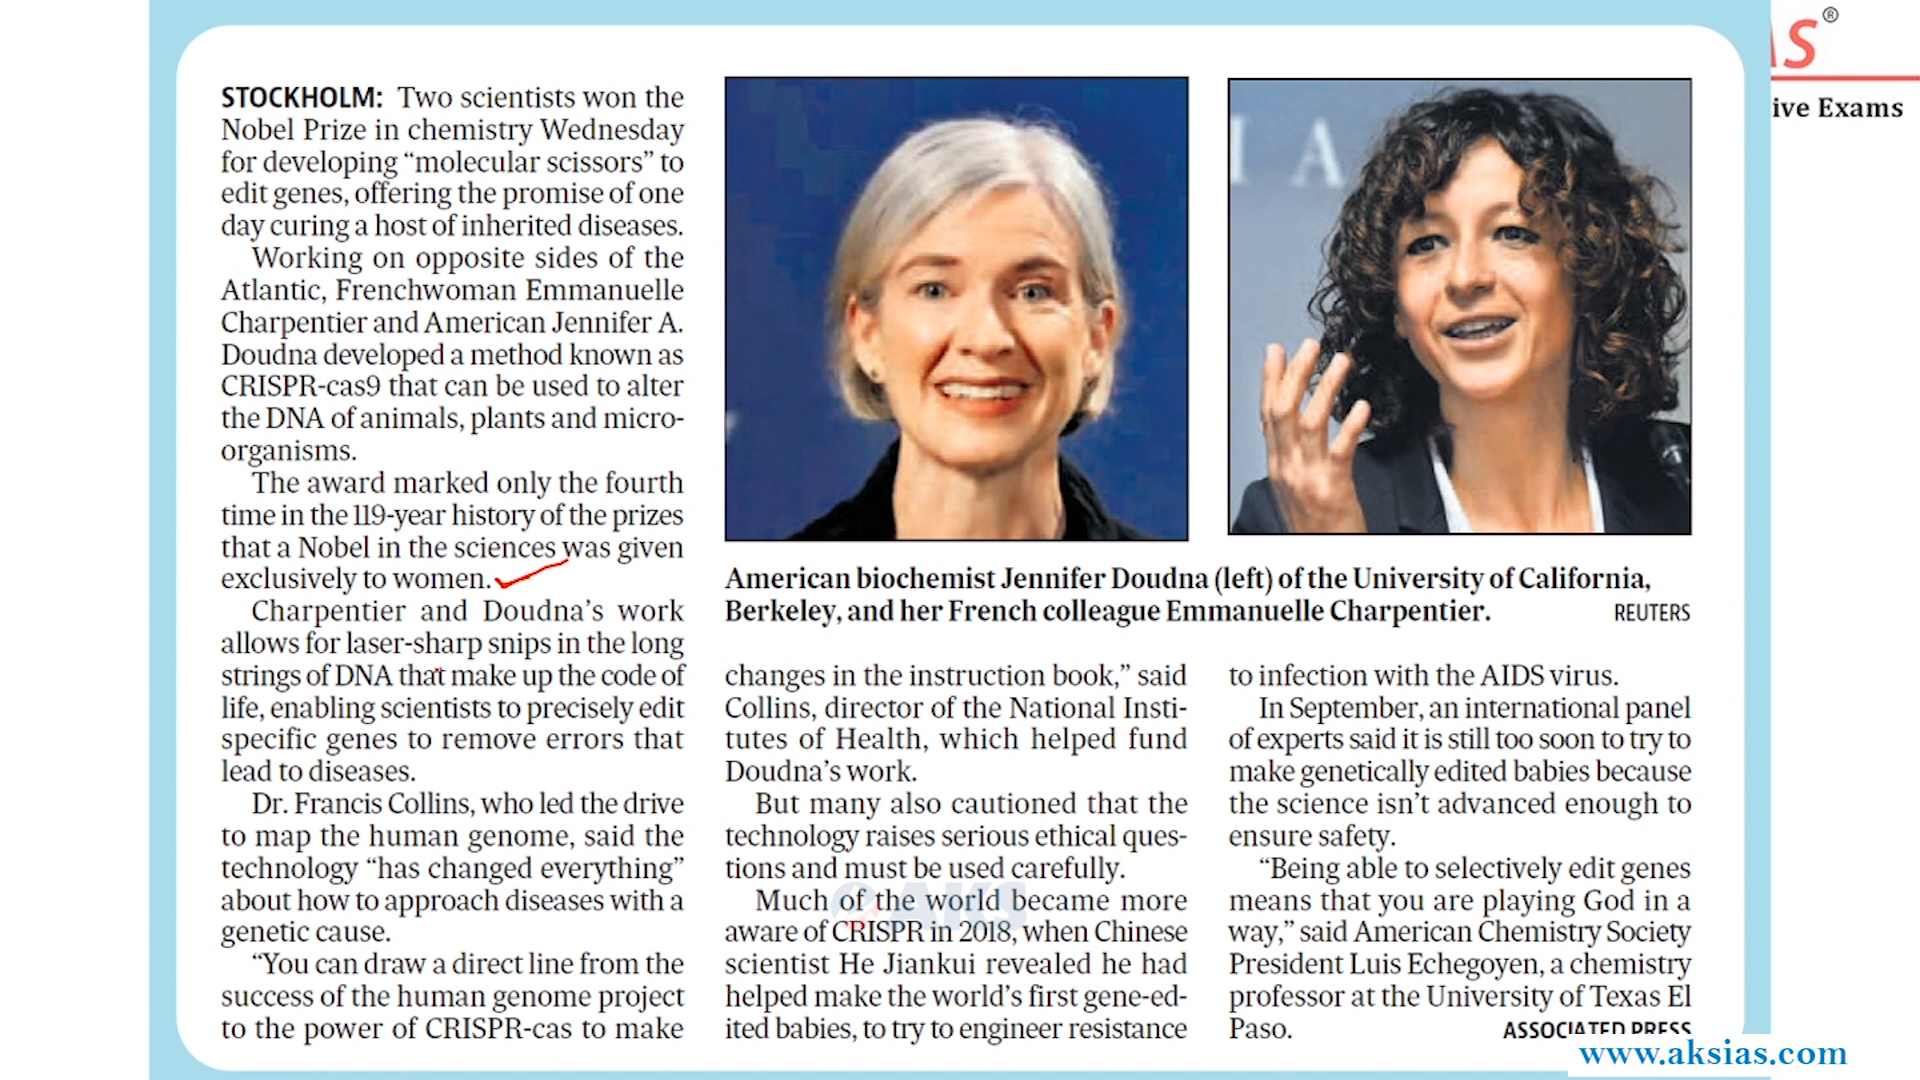 STOCKHOLM: Two scientists won the
Nobel Prize in chemistry Wednesday
for developing “molecular scissors” to
edit genes, offering the promise of one
day curing a host of inherited diseases.
Working on opposite sides of the
Atlantic, Frenchwoman Emmanuelle
Charpentier and American Jennifer A.
Doudna developed a method known as
CRISPR-cas9 that can be used to alter
the DNA of animals, plants and micro-
organisms.
The award marked only the fourth
time in the 119-year history of the prizes
that a Nobel in the sciences was given
exclusively to women.
Charpentier and Doudna’s work
allows for laser-sharp snips in the long
strings of DNA that make up the code of
life, enabling scientists to precisely edit
specific genes to remove errors that
lead to diseases.
Dr. Francis Collins, who led the drive
to map the human genome, said the
technology “has changed everything”
about how to approach diseases with a
genetic cause.
“You can draw a direct line from the
success of the human genome project
to the power of CRISPR-cas to make
I A
American biochemist Jennifer Doudna (left) of the University of California,
Berkeley, and her French colleague Emmanuelle Charpentier.
REUTERS
changes in the instruction book,” said
Collins, director of the National Insti-
tutes of Health, which helped fund
Doudna’s work.
But many also cautioned that the
technology raises serious ethical ques-
tions and must be used carefully.
Much of the world became more
aware of CRISPR in 2018, when Chinese
scientist He Jiankui revealed he had
helped make the world’s first gene-ed-
ited babies, to try to engineer resistance
to infection with the AIDS virus.
In September, an international panel
of experts said it is still too soon to try to
make genetically edited babies because
the science isn’t advanced enough to
ensure safety.
“Being able to selectively edit genes
means that you are playing God in a
way,” said American Chemistry Society
President Luis Echegoyen, a chemistry
professor at the University of Texas El
Paso.
ASSOCIATED PRESS
AKS
AS®
ive Exams
www.aksias.com